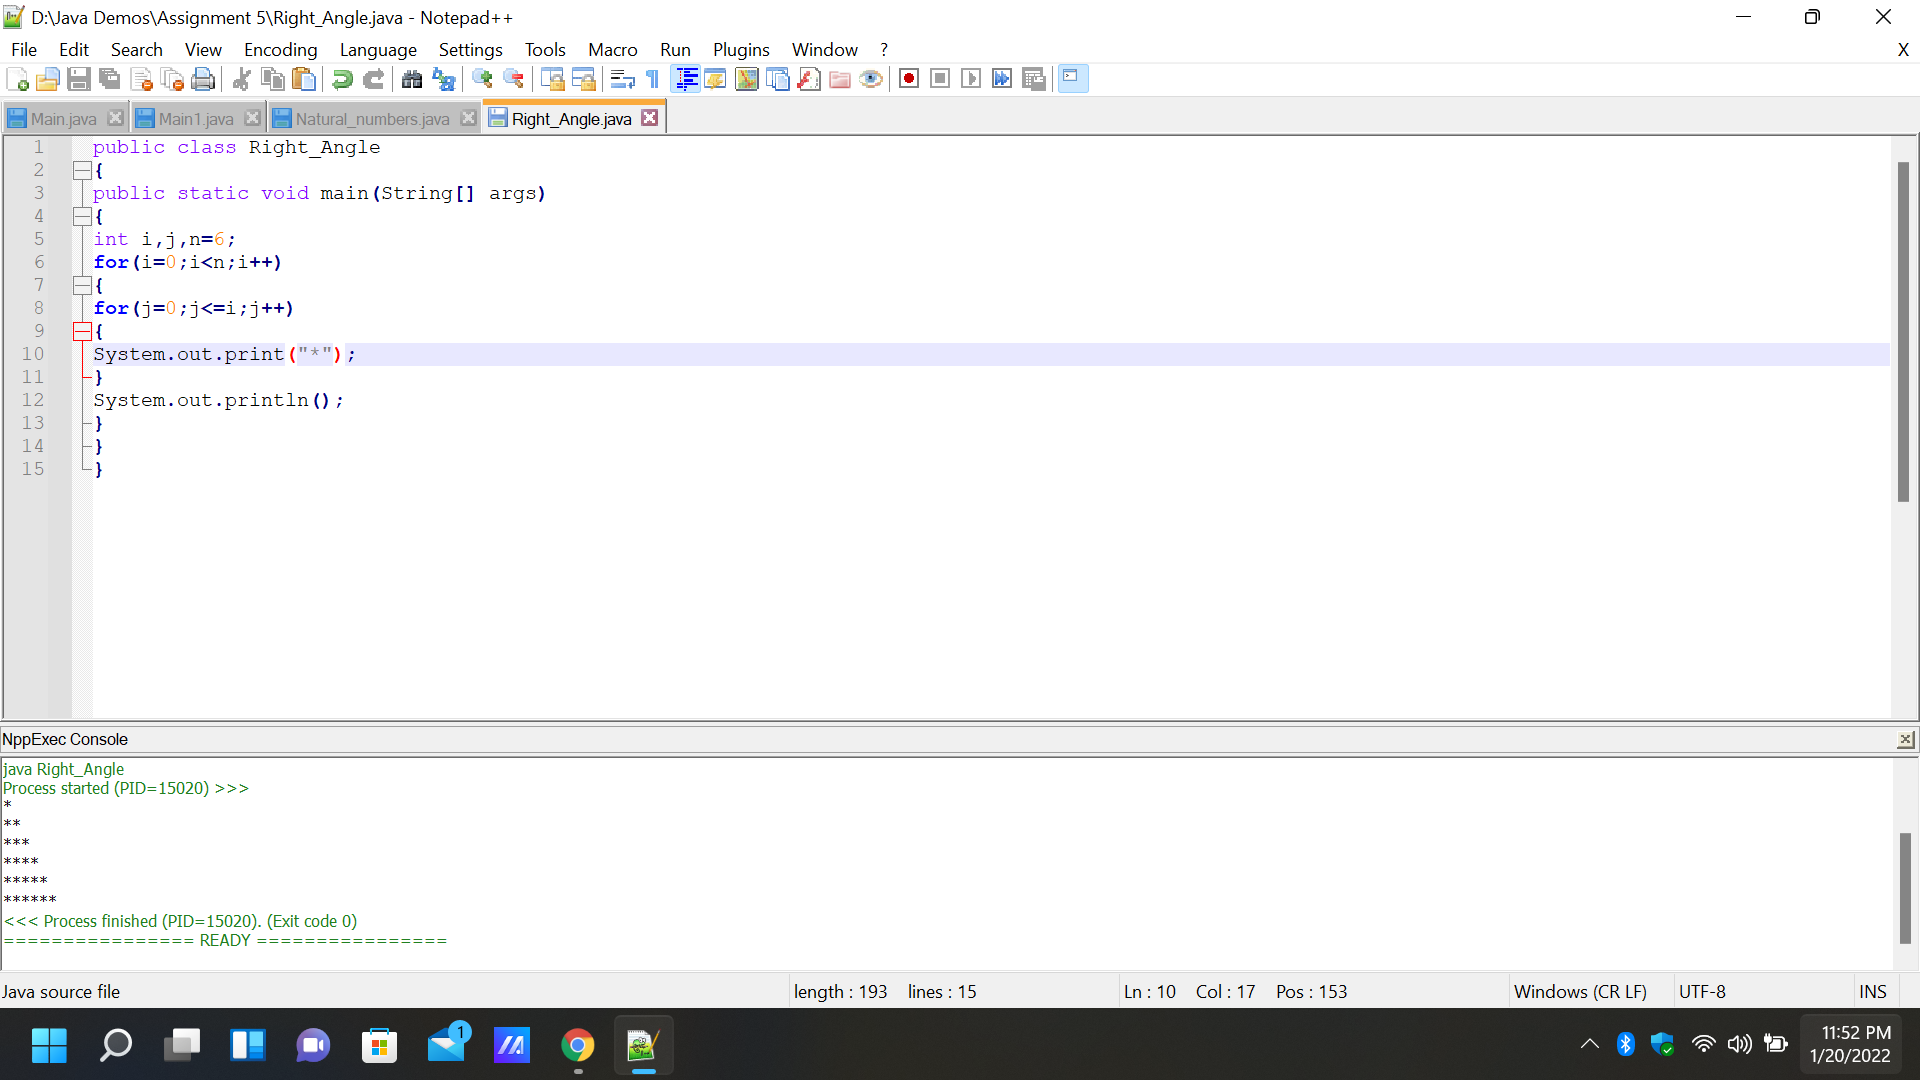 D:\Java Demos\Assignment 5\Right_Angle.java - Notepad++
File Edit Search View Encoding Language Settings Tools Macro Run Plugins Window ? X
Main.java Main1.java Natural_numbers.java Right_Angle.java
1 public class Right_Angle
2 {
3 public static void main(String[] args)
4 {
5 int i,j,n=6;
6 for(i=0;i<n;i++)
7 {
8 for(j=0;j<=i;j++)
9 {
10 System.out.print("*");
11 }
12 System.out.println();
13 }
14 }
15 }
NppExec Console
java Right_Angle
Process started (PID=15020) >>>
*
**
***
****
*****
******
<<< Process finished (PID=15020). (Exit code 0)
================ READY ================
Java source file length : 193 lines : 15 Ln : 10 Col : 17 Pos : 153 Windows (CR LF) UTF-8 INS
1
11:52 PM
1/20/2022